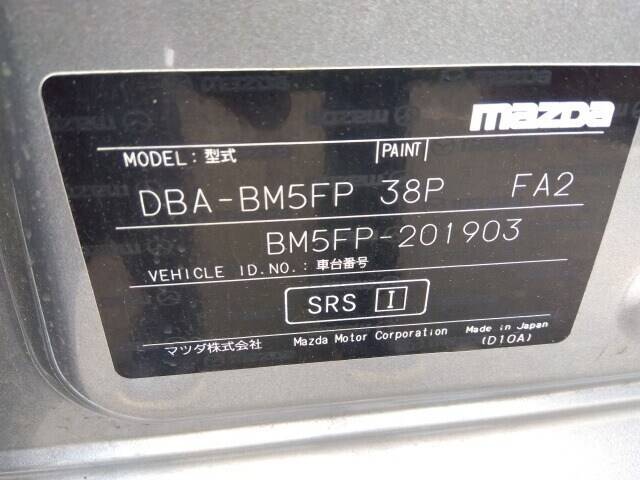 mazda
MODEL:型式 PAINT
DBA-BM5FP 38P FA2
BM5FP-201903
VEHICLE ID.NO.:車台番号
SRS I
マツダ株式会社 Mazda Motor Corporation Made in Japan
(D10A)